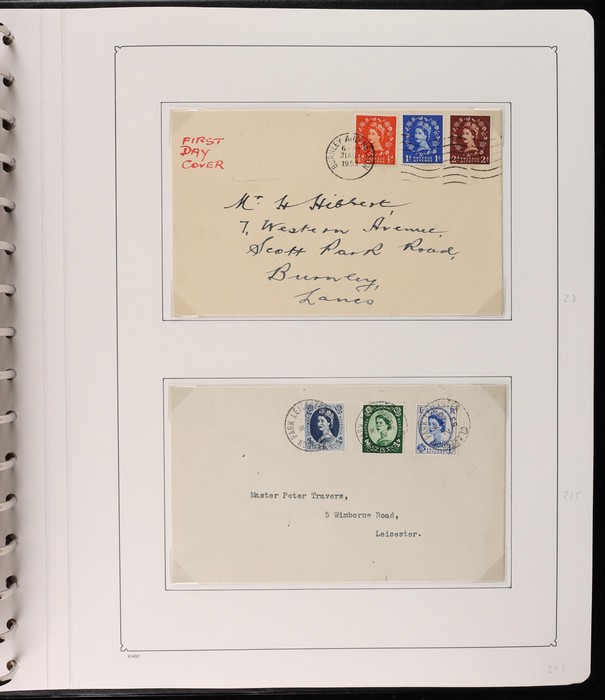 FIRST
DAY
COVER
Mr H Hibbert,
7, Western Avenue,
Scott Park Road,
Burnley,
Lancs
Master Peter Travers,
5 Wimborne Road,
Leicester.
KABE